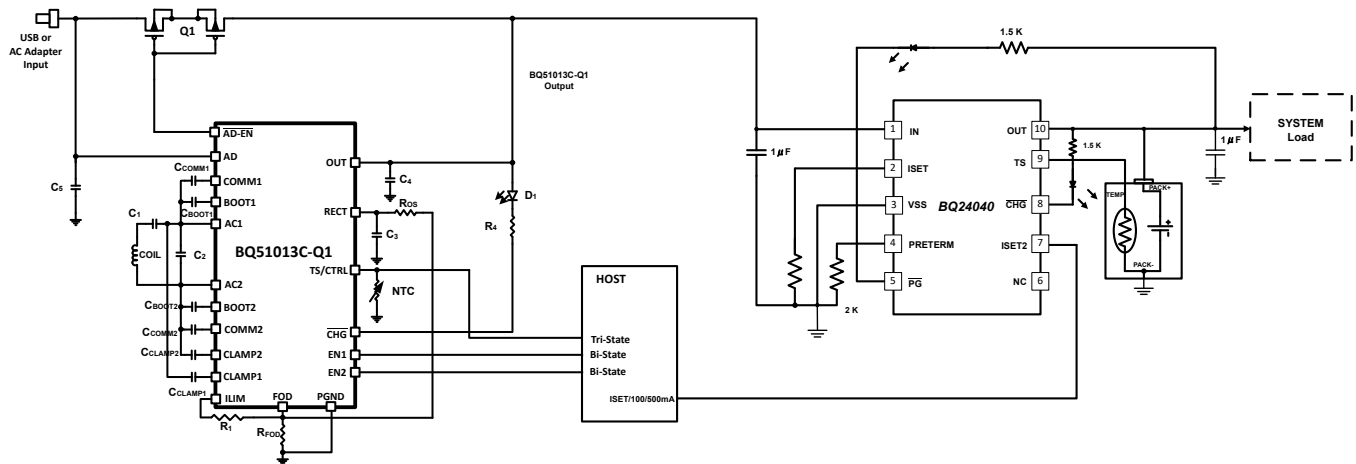 USB or
AC Adapter
Input
Q1
BQ51013C-Q1
Output
1.5 K
AD-EN
AD
C5
CCOMM1
COMM1
BOOT1
CBOOT1
C1
AC1
COIL
C2
BQ51013C-Q1
AC2
CBOOT2
BOOT2
CCOMM2
COMM2
CCLAMP2
CLAMP2
CLAMP1
CCLAMP1
ILIM
FOD
PGND
R1
RFOD
OUT
C4
D1
RECT
ROS
C3
R4
TS/CTRL
NTC
CHG
EN1
EN2
HOST
Tri-State
Bi-State
Bi-State
ISET/100/500mA
1 µF
1 IN
2 ISET
3 VSS
4 PRETERM
5 PG
2 K
BQ24040
OUT 10
TS 9
CHG 8
ISET2 7
NC 6
1.5 K
TEMP
PACK+
+
PACK-
1 µF
SYSTEM
Load